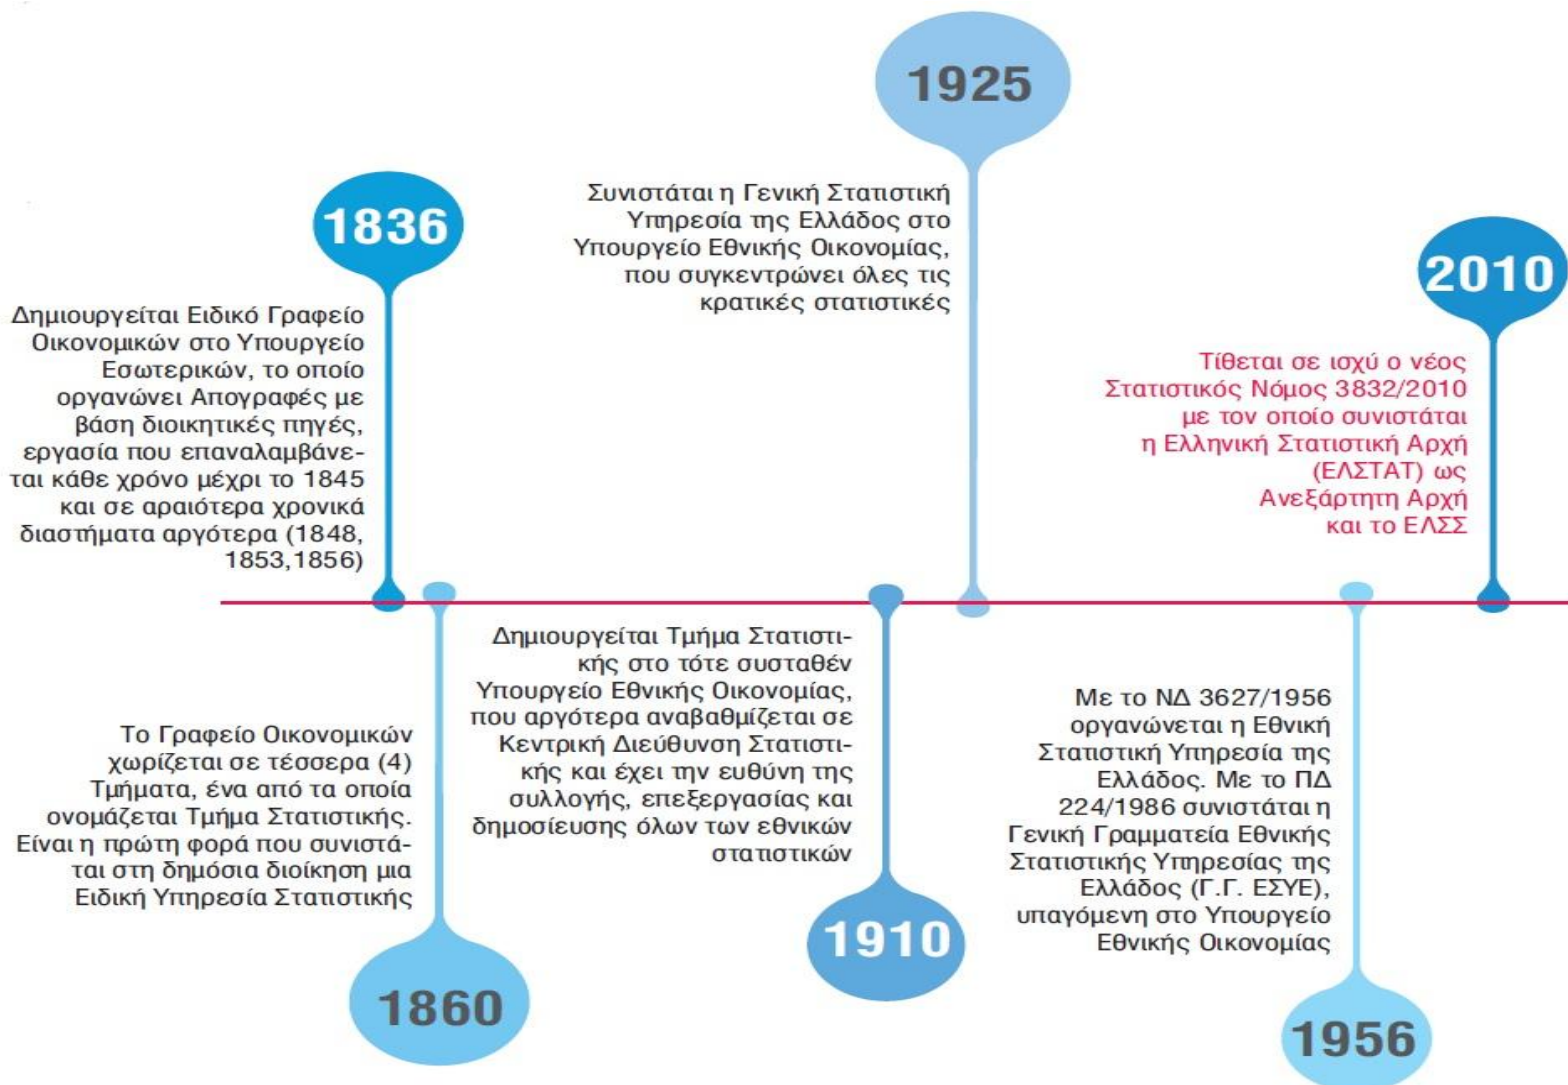 1836
Δημιουργείται Ειδικό Γραφείο
Οικονομικών στο Υπουργείο
Εσωτερικών, το οποίο
οργανώνει Απογραφές με
βάση διοικητικές πηγές,
εργασία που επαναλαμβάνε-
ται κάθε χρόνο μέχρι το 1845
και σε αραιότερα χρονικά
διαστήματα αργότερα (1848,
1853,1856)
Το Γραφείο Οικονομικών
χωρίζεται σε τέσσερα (4)
Τμήματα, ένα από τα οποία
ονομάζεται Τμήμα Στατιστικής.
Είναι η πρώτη φορά που συνιστά-
ται στη δημόσια διοίκηση μια
Ειδική Υπηρεσία Στατιστικής
1860
Δημιουργείται Τμήμα Στατιστι-
κής στο τότε συσταθέν
Υπουργείο Εθνικής Οικονομίας,
που αργότερα αναβαθμίζεται σε
Κεντρική Διεύθυνση Στατιστι-
κής και έχει την ευθύνη της
συλλογής, επεξεργασίας και
δημοσίευσης όλων των εθνικών
στατιστικών
1910
1925
Συνιστάται η Γενική Στατιστική
Υπηρεσία της Ελλάδος στο
Υπουργείο Εθνικής Οικονομίας,
που συγκεντρώνει όλες τις
κρατικές στατιστικές
Με το ΝΔ 3627/1956
οργανώνεται η Εθνική
Στατιστική Υπηρεσία της
Ελλάδος. Με το ΠΔ
224/1986 συνιστάται η
Γενική Γραμματεία Εθνικής
Στατιστικής Υπηρεσίας της
Ελλάδος (Γ.Γ. ΕΣΥΕ),
υπαγόμενη στο Υπουργείο
Εθνικής Οικονομίας
1956
2010
Τίθεται σε ισχύ ο νέος
Στατιστικός Νόμος 3832/2010
με τον οποίο συνιστάται
η Ελληνική Στατιστική Αρχή
(ΕΛΣΤΑΤ) ως
Ανεξάρτητη Αρχή
και το ΕΛΣΣ